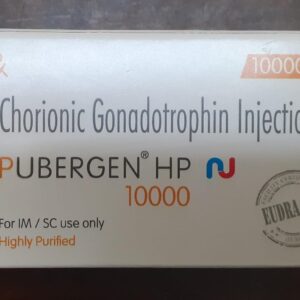 10000
Chorionic Gonadotrophin Injectio
PUBERGEN® HP
10000
For IM / SC use only
Highly Purified
EUDRA